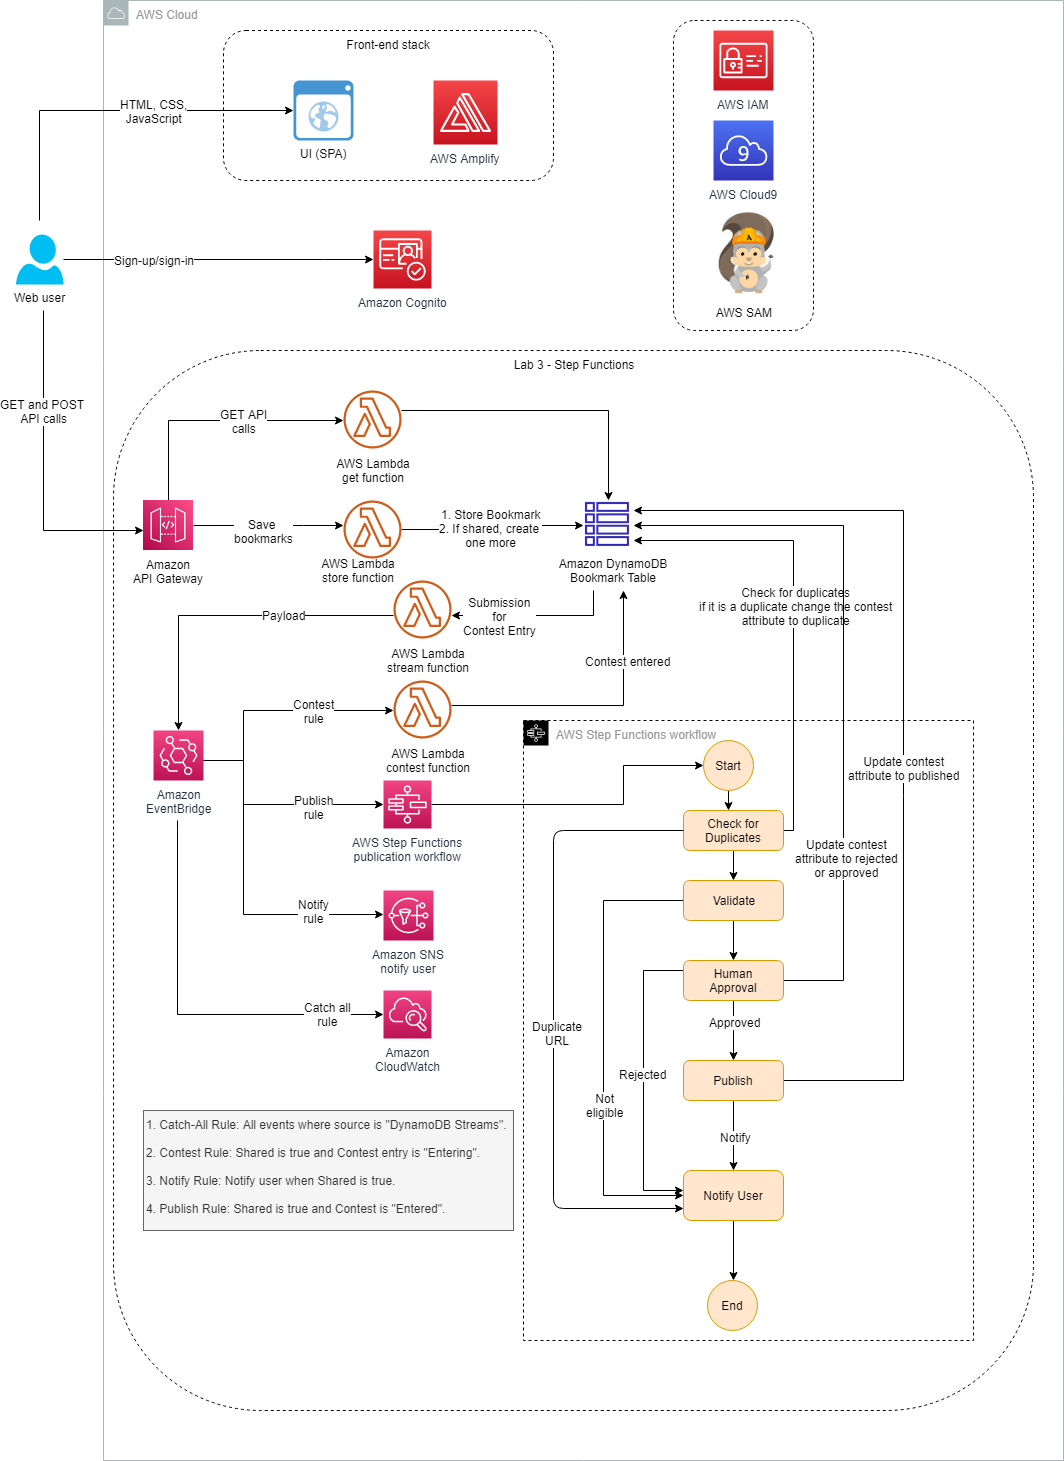 AWS Cloud
Front-end stack
HTML, CSS,
JavaScript
UI (SPA)
AWS Amplify
AWS IAM
9
AWS Cloud9
A
AWS SAM
Web user
Sign-up/sign-in
Amazon Cognito
Lab 3 - Step Functions
GET and POST
API calls
GET API
calls
AWS Lambda
get function
Amazon
API Gateway
Save
bookmarks
AWS Lambda
store function
1. Store Bookmark
2. If shared, create
one more
Amazon DynamoDB
Bookmark Table
Payload
AWS Lambda
stream function
Submission
for
Contest Entry
Check for duplicates
if it is a duplicate change the contest
attribute to duplicate
Contest entered
Contest
rule
AWS Lambda
contest function
Amazon
EventBridge
Publish
rule
AWS Step Functions
publication workflow
Notify
rule
Amazon SNS
notify user
Catch all
rule
Amazon
CloudWatch
AWS Step Functions workflow
Start
Check for
Duplicates
Update contest
attribute to published
Update contest
attribute to rejected
or approved
Validate
Human
Approval
Approved
Duplicate
URL
Rejected
Not
eligible
Publish
Notify
Notify User
End
1. Catch-All Rule: All events where source is "DynamoDB Streams".
2. Contest Rule: Shared is true and Contest entry is "Entering".
3. Notify Rule: Notify user when Shared is true.
4. Publish Rule: Shared is true and Contest is "Entered".